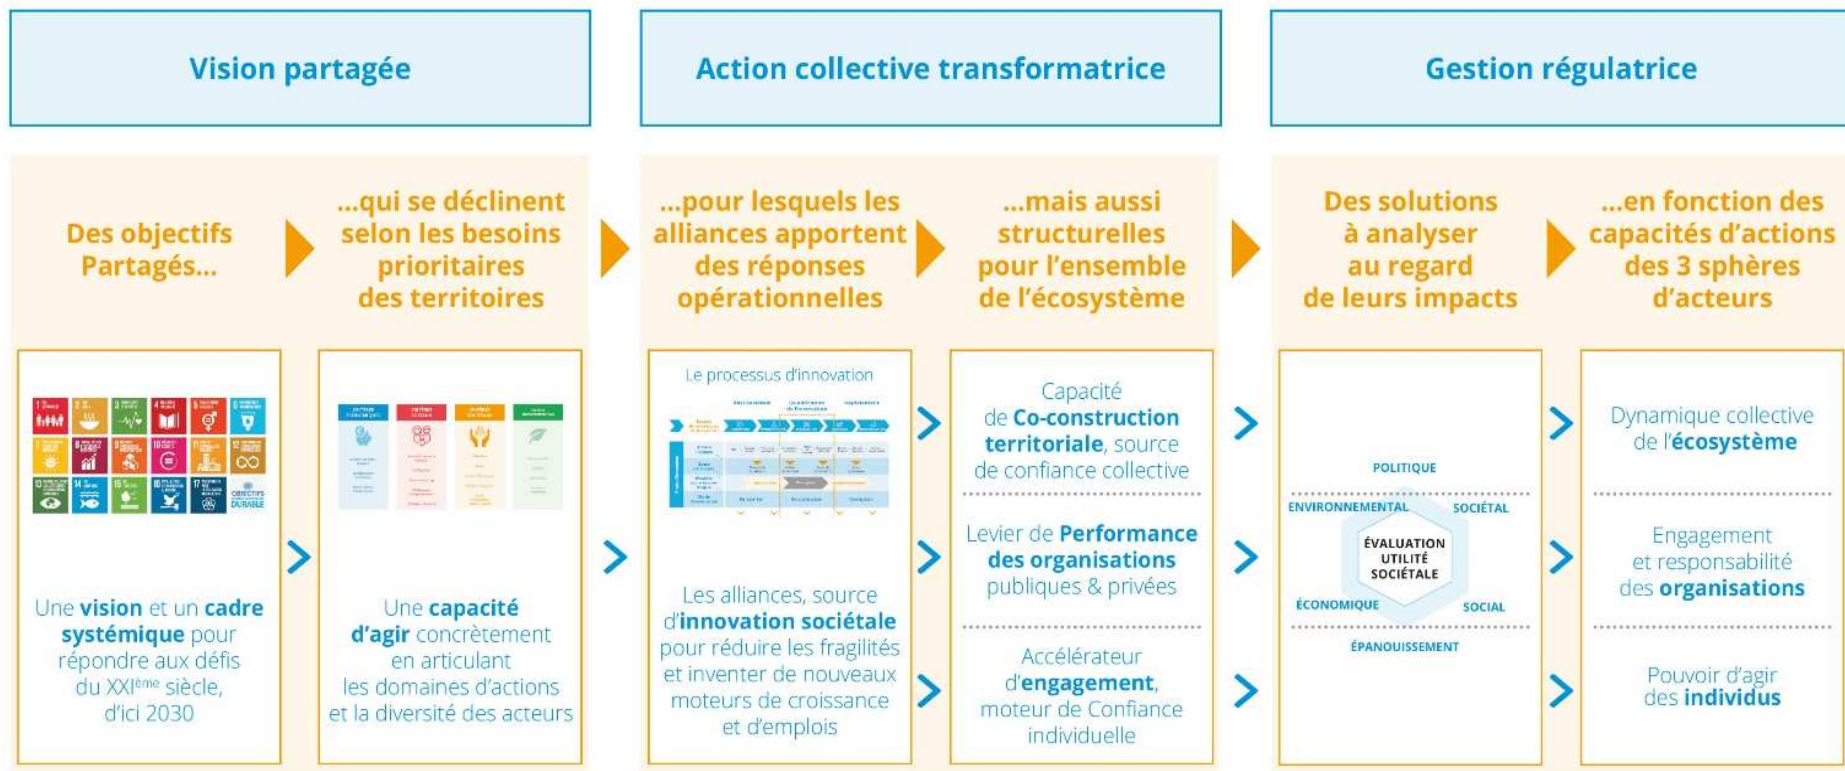 Vision partagée
Action collective transformatrice
Gestion régulatrice
Des objectifs
Partagés...
...qui se déclinent
selon les besoins
prioritaires
des territoires
...pour lesquels les
alliances apportent
des réponses
opérationnelles
...mais aussi
structurelles
pour l'ensemble
de l'écosystème
Des solutions
à analyser
au regard
de leurs impacts
...en fonction des
capacités d'actions
des 3 sphères
d'acteurs
OBJECTIFS
DURABLE
Une vision et un cadre
systémique pour
répondre aux défis
du XXIème siècle,
d'ici 2030
Une capacité
d'agir concrètement
en articulant
les domaines d'actions
et la diversité des acteurs
Le processus d'innovation
Les alliances, source
d'innovation sociétale
pour réduire les fragilités
et inventer de nouveaux
moteurs de croissance
et d'emplois
Capacité
de Co-construction
territoriale, source
de confiance collective
Levier de Performance
des organisations
publiques & privées
Accélérateur
d'engagement,
moteur de Confiance
individuelle
POLITIQUE
ENVIRONNEMENTAL
SOCIÉTAL
ÉVALUATION
UTILITÉ
SOCIÉTALE
ÉCONOMIQUE
SOCIAL
ÉPANOUISSEMENT
Dynamique collective
de l'écosystème
Engagement
et responsabilité
des organisations
Pouvoir d'agir
des individus